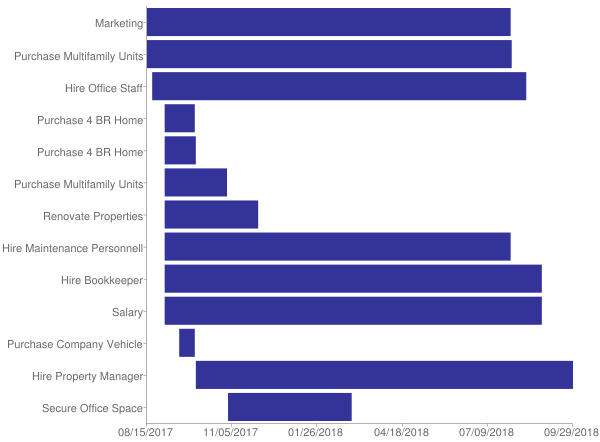 Marketing
Purchase Multifamily Units
Hire Office Staff
Purchase 4 BR Home
Purchase 4 BR Home
Purchase Multifamily Units
Renovate Properties
Hire Maintenance Personnell
Hire Bookkeeper
Salary
Purchase Company Vehicle
Hire Property Manager
Secure Office Space
08/15/2017 11/05/2017 01/26/2018 04/18/2018 07/09/2018 09/29/2018